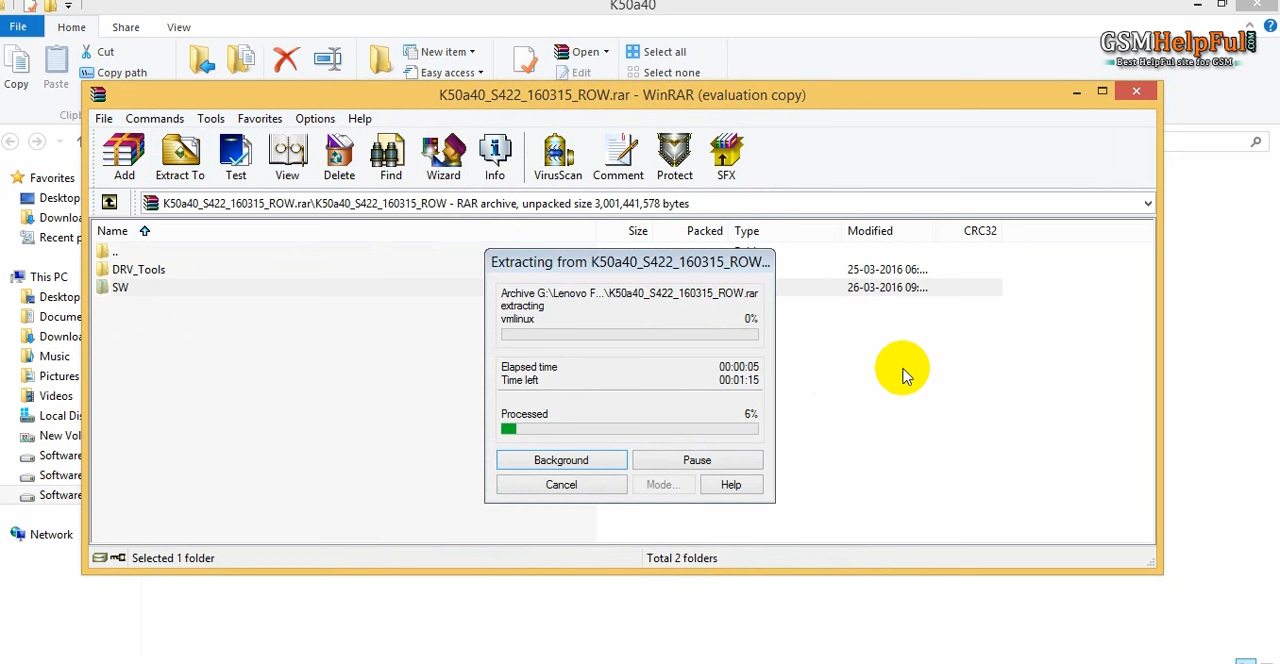 K50a40
File Home Share View
Cut
Copy path
Copy
Paste
New item
Easy access
Open
Edit
Select all
Select none
GSMHelpFul.COM
Best HelpFul site for GSM
K50a40_S422_160315_ROW.rar - WinRAR (evaluation copy)
File Commands Tools Favorites Options Help
Add Extract To Test View Delete Find Wizard Info VirusScan Comment Protect SFX
K50a40_S422_160315_ROW.rar\K50a40_S422_160315_ROW - RAR archive, unpacked size 3,001,441,578 bytes
Name Size Packed Type Modified CRC32
..
DRV_Tools 25-03-2016 06:...
SW 26-03-2016 09:...
Extracting from K50a40_S422_160315_ROW...
Archive G:\Lenovo F...\K50a40_S422_160315_ROW.rar
extracting
vmlinux 0%
Elapsed time 00:00:05
Time left 00:01:15
Processed 6%
Background Pause
Cancel Mode... Help
Selected 1 folder Total 2 folders
Favorites
Desktop
Downloa
Recent p
This PC
Desktop
Docume
Downloa
Music
Pictures
Videos
Local Dis
New Vol
Software
Software
Software
Network